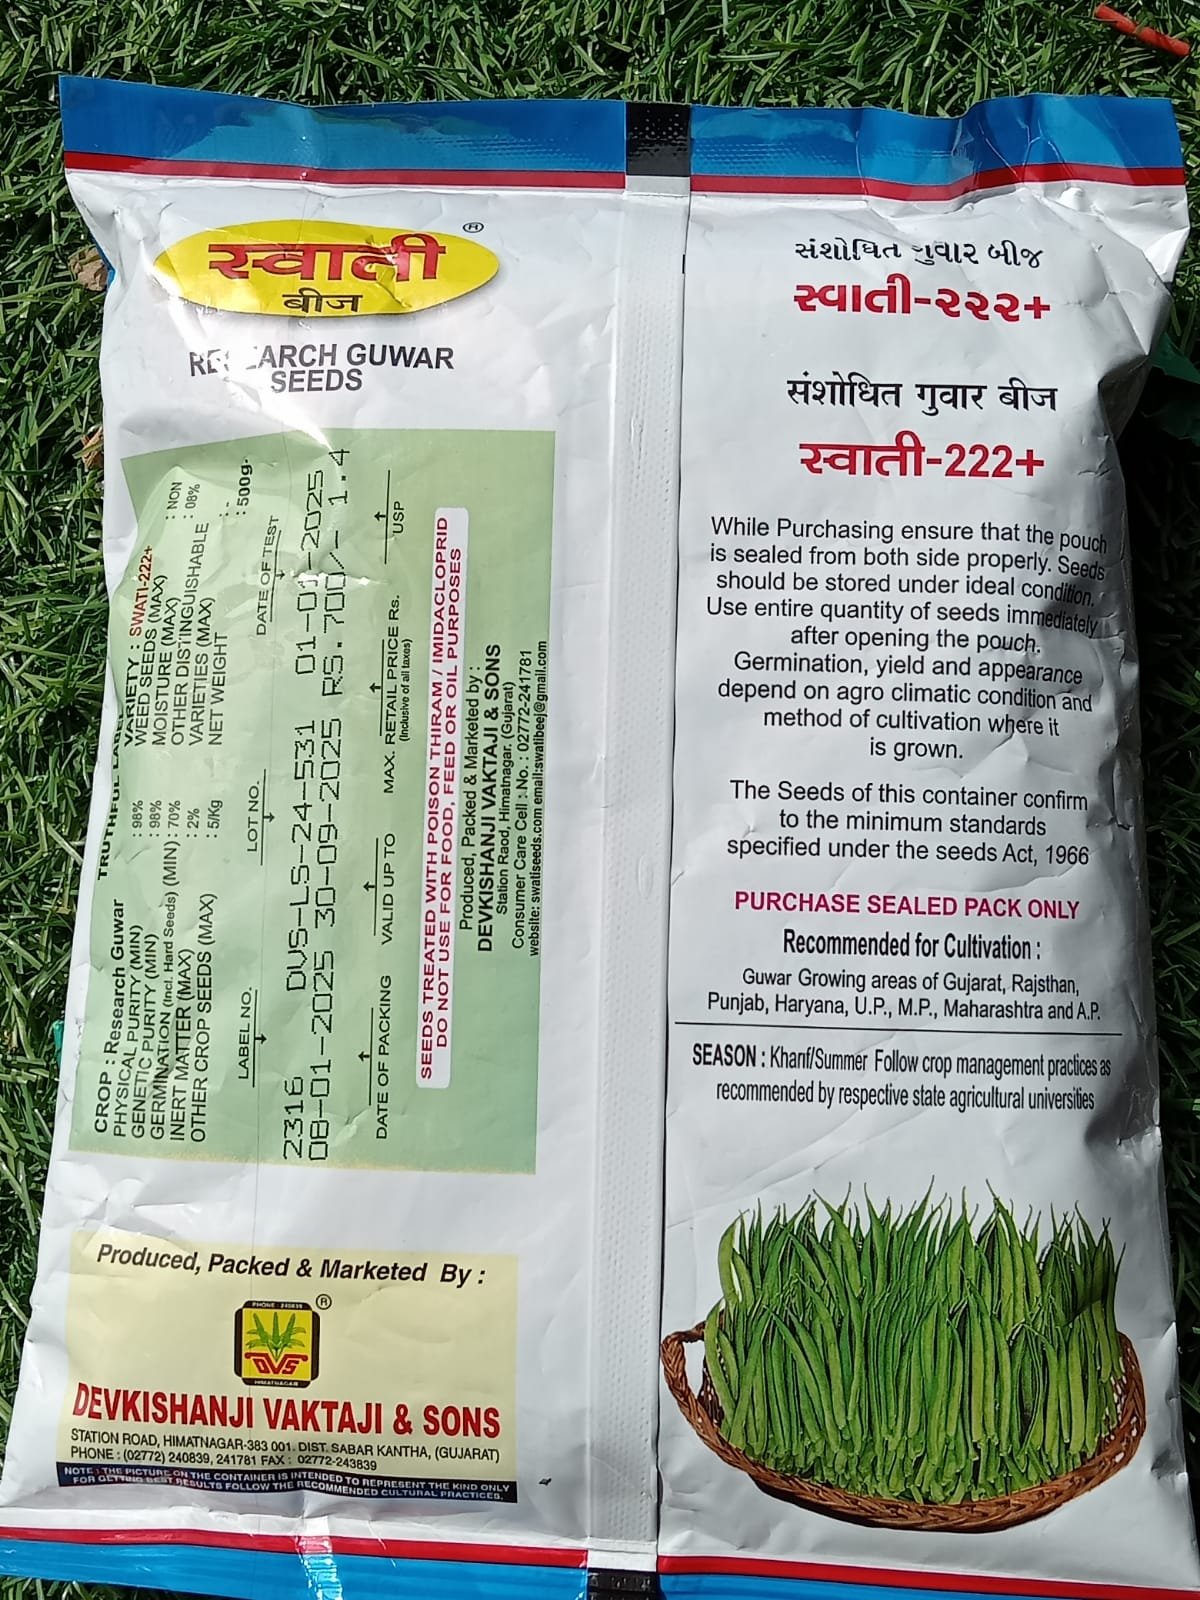 स्वाती ®
बीज
RESEARCH GUWAR
SEEDS
TRUTHFUL LABEL
CROP : Research Guwar
VARIETY : SWATI-222+
PHYSICAL PURITY (MIN) : 98%
WEED SEEDS (MAX) : NON
GENETIC PURITY (MIN) : 98%
MOISTURE (MAX) : 08%
GERMINATION (Incl. Hard Seeds) (MIN) : 70%
OTHER DISTINGUISHABLE
INERT MATTER (MAX) : 2%
VARIETIES (MAX) : -
OTHER CROP SEEDS (MAX) : 5/Kg
NET WEIGHT : 500g.
LABEL NO. LOT NO. DATE OF TEST
2316 DVS-LS-24-531 01-01-2025
08-01-2025 30-09-2025 RS.700/- 1.4
DATE OF PACKING VALID UP TO MAX. RETAIL PRICE Rs. USP
(Inclusive of all taxes)
SEEDS TREATED WITH POISON THIRAM / IMIDACLOPRID
DO NOT USE FOR FOOD, FEED OR OIL PURPOSES
Produced, Packed & Marketed by :
DEVKISHANJI VAKTAJI & SONS
Station Raod, Himatnagar. (Gujarat)
Consumer Care Cell : No. : 02772-241781
website: swatiseeds.com email:swatibeej@gmail.com
Produced, Packed & Marketed By :
PHONE : 240839
®
DVS
HIMATNAGAR
DEVKISHANJI VAKTAJI & SONS
STATION ROAD, HIMATNAGAR-383 001. DIST. SABAR KANTHA, (GUJARAT)
PHONE : (02772) 240839, 241781 FAX : 02772-243839
NOTE : THE PICTURE ON THE CONTAINER IS INTENDED TO REPRESENT THE KIND ONLY
FOR GETTING BEST RESULTS FOLLOW THE RECOMMENDED CULTURAL PRACTICES.
સંશોધિત ગુવાર બીજ
સ્વાતી-૨૨૨+
संशोधित गुवार बीज
स्वाती-222+
While Purchasing ensure that the pouch
is sealed from both side properly. Seeds
should be stored under ideal condition.
Use entire quantity of seeds immediately
after opening the pouch.
Germination, yield and appearance
depend on agro climatic condition and
method of cultivation where it
is grown.
The Seeds of this container confirm
to the minimum standards
specified under the seeds Act, 1966
PURCHASE SEALED PACK ONLY
Recommended for Cultivation :
Guwar Growing areas of Gujarat, Rajsthan,
Punjab, Haryana, U.P., M.P., Maharashtra and A.P.
SEASON : Kharif/Summer Follow crop management practices as
recommended by respective state agricultural universities